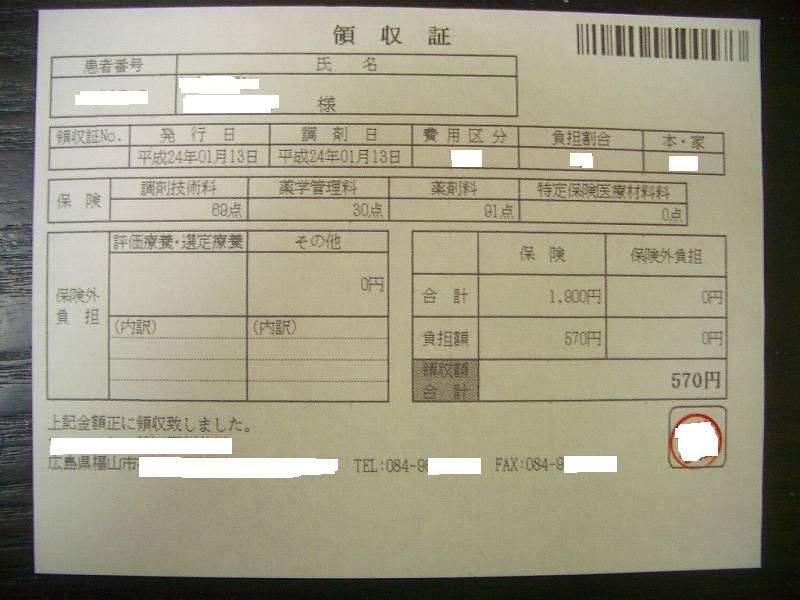 領 収 証
患者番号 氏 名
様
領収証No. 発 行 日 調 剤 日 費 用 区 分 負担割合 本・家
平成24年01月13日 平成24年01月13日
保 険 調剤技術料 薬学管理料 薬剤料 特定保険医療材料料
69点 30点 91点 0点
保険外負 担 評価療養・選定療養 その他
0円
(内訳) (内訳)
保 険 保険外負担
合 計 1,900円 0円
負担額 570円 0円
領収額合 計 570円
上記金額正に領収致しました。
広島県福山市
TEL:084-9 FAX:084-9